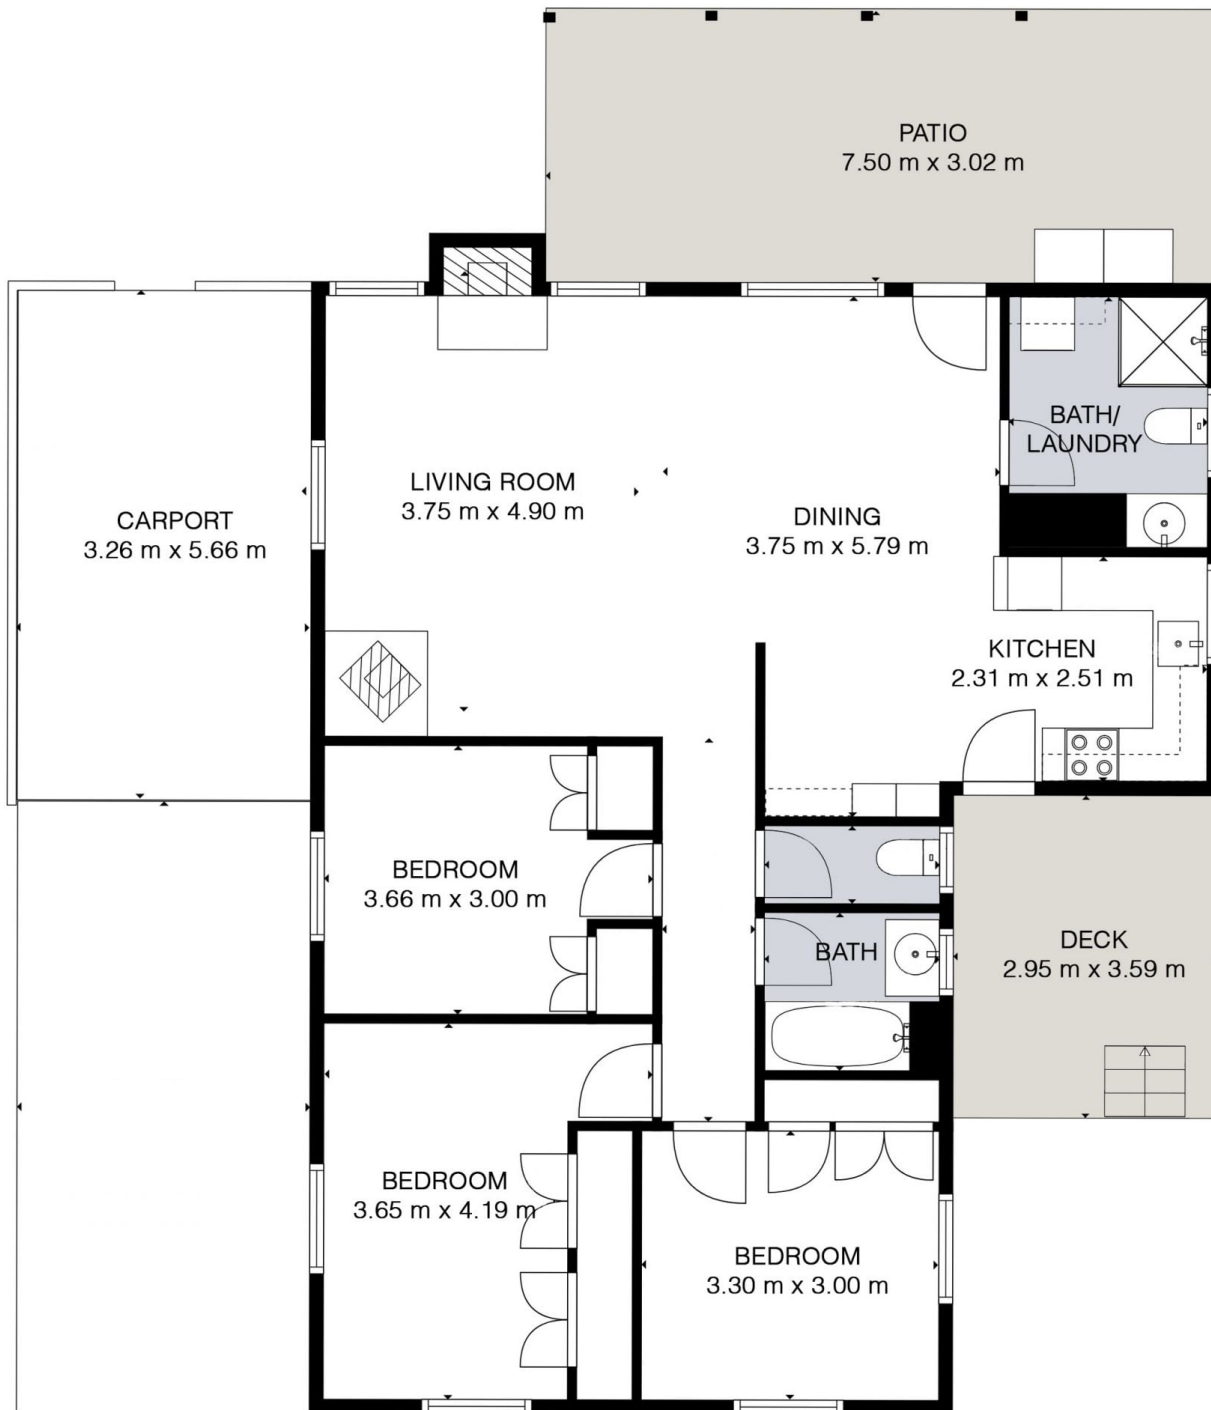 PATIO
7.50 m x 3.02 m
BATH/
LAUNDRY
LIVING ROOM
3.75 m x 4.90 m
CARPORT
3.26 m x 5.66 m
DINING
3.75 m x 5.79 m
KITCHEN
2.31 m x 2.51 m
BEDROOM
3.66 m x 3.00 m
BATH
DECK
2.95 m x 3.59 m
BEDROOM
3.65 m x 4.19 m
BEDROOM
3.30 m x 3.00 m